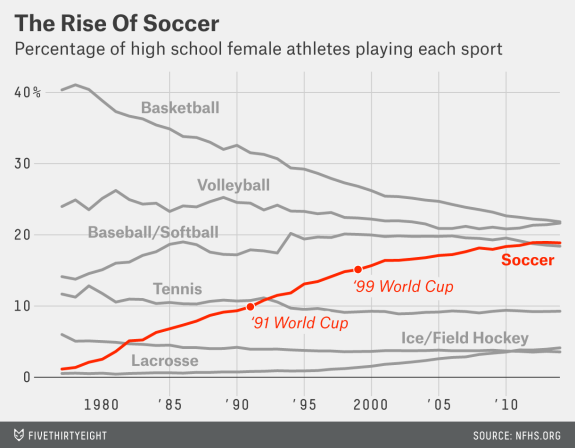 The Rise Of Soccer
Percentage of high school female athletes playing each sport
40%
30
20
10
0
Basketball
Volleyball
Baseball/Softball
Soccer
Tennis
'99 World Cup
'91 World Cup
Ice/Field Hockey
Lacrosse
1980 '85 '90 '95 2000 '05 '10
FIVETHIRTYEIGHT SOURCE: NFHS.ORG